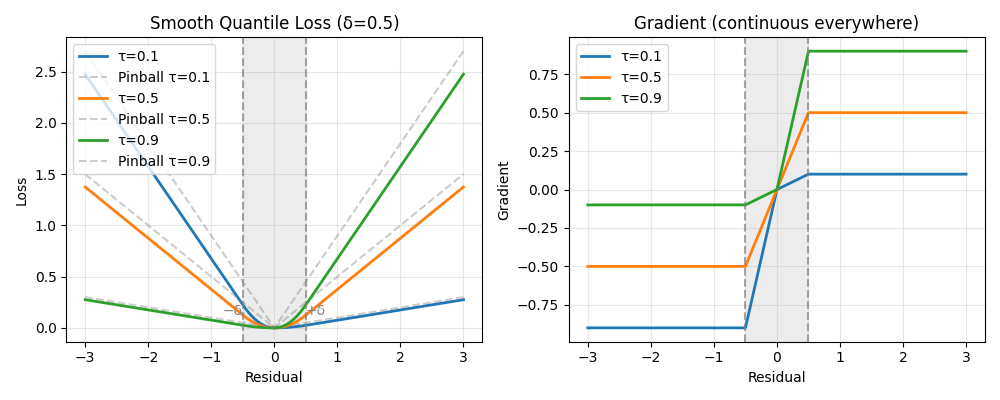 Smooth Quantile Loss (δ=0.5)
τ=0.1
Pinball τ=0.1
τ=0.5
Pinball τ=0.5
τ=0.9
Pinball τ=0.9
2.5
2.0
1.5
1.0
0.5
0.0
Loss
−δ
+δ
−3
−2
−1
0
1
2
3
Residual
Gradient (continuous everywhere)
τ=0.1
τ=0.5
τ=0.9
0.75
0.50
0.25
0.00
−0.25
−0.50
−0.75
Gradient
−3
−2
−1
0
1
2
3
Residual